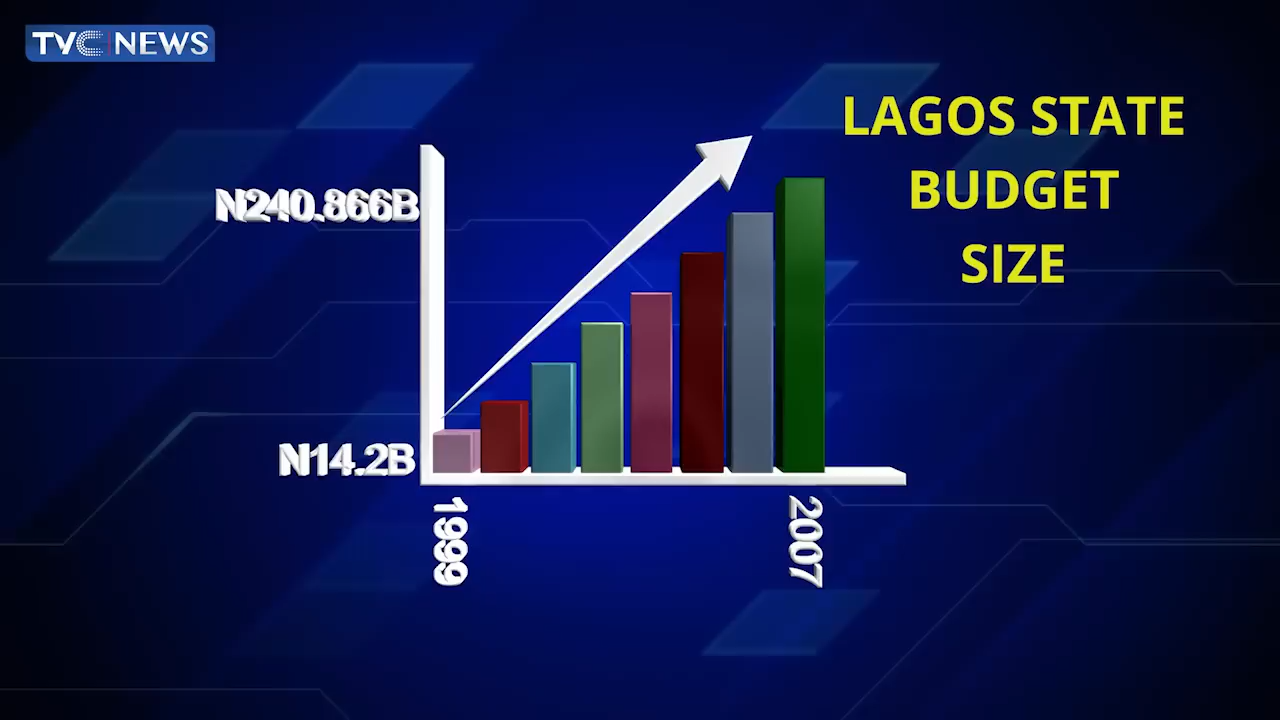 TVC NEWS
LAGOS STATE
BUDGET
SIZE
N240.866B
N14.2B
1999
2007